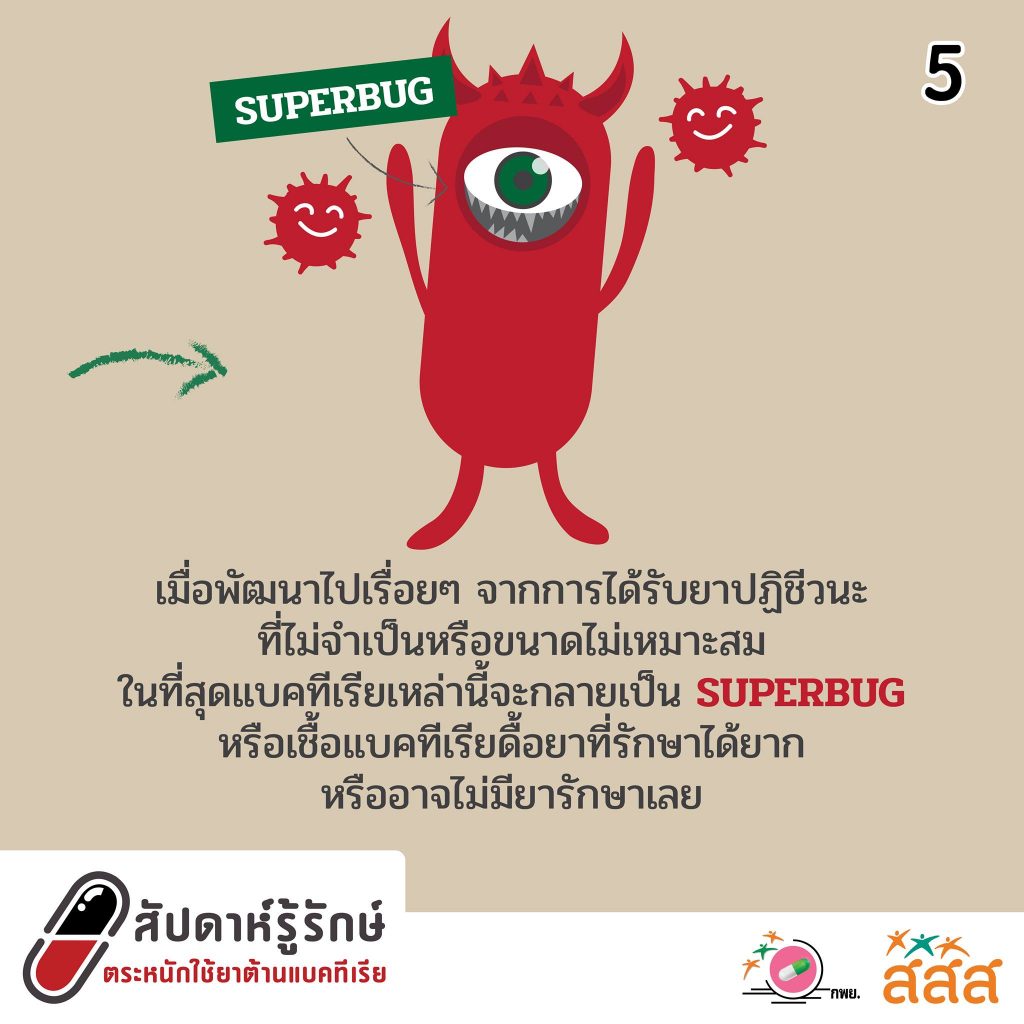 5
SUPERBUG
เมื่อพัฒนาไปเรื่อยๆ จากการได้รับยาปฏิชีวนะ
ที่ไม่จำเป็นหรือขนาดไม่เหมาะสม
ในที่สุดแบคทีเรียเหล่านี้จะกลายเป็น SUPERBUG
หรือเชื้อแบคทีเรียดื้อยาที่รักษาได้ยาก
หรืออาจไม่มียารักษาเลย
สัปดาห์รู้รักษ์
ตระหนักใช้ยาต้านแบคทีเรีย
กพย.
สสส